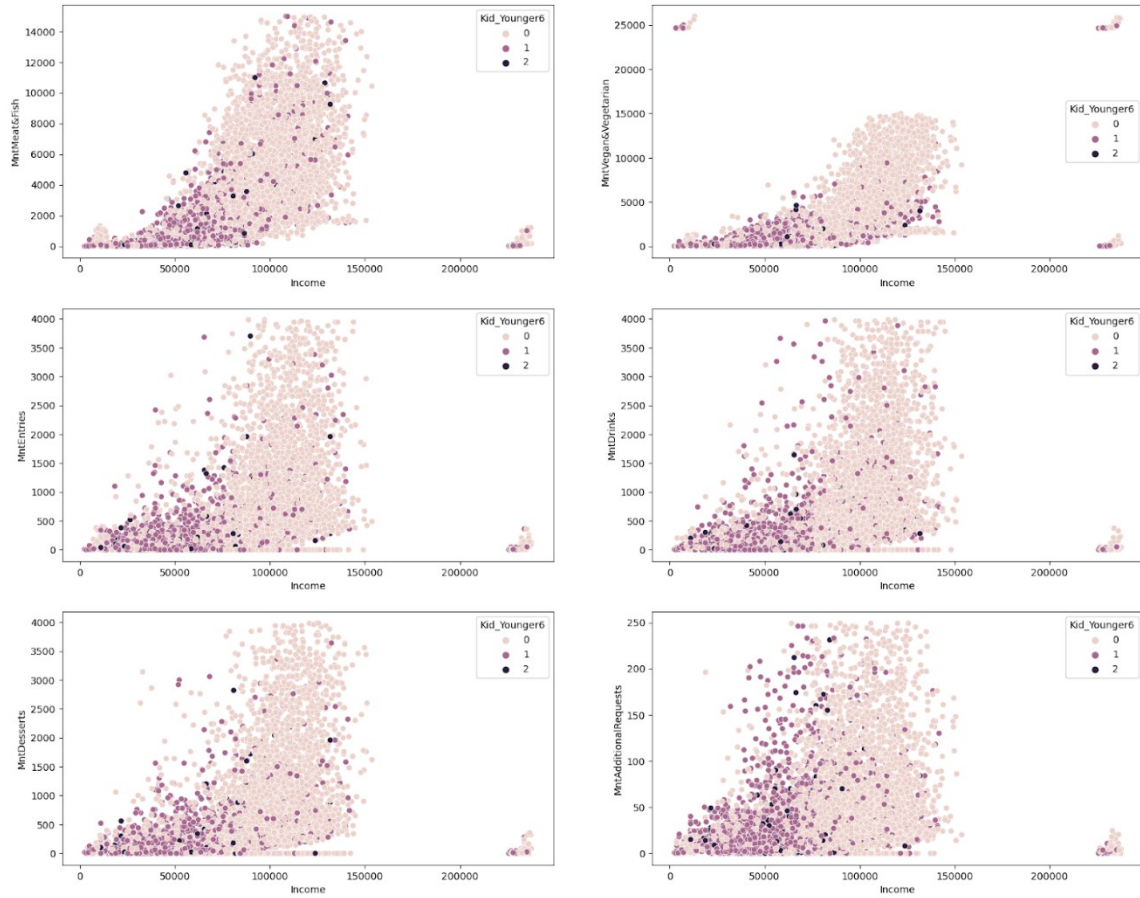 MntMeat&Fish
14000
12000
10000
8000
6000
4000
2000
0
Kid_Younger6
0
1
2
0 50000 100000 150000 200000
Income
MntVegan&Vegetarian
25000
20000
15000
10000
5000
0
Kid_Younger6
0
1
2
0 50000 100000 150000 200000
Income
MntEntries
4000
3500
3000
2500
2000
1500
1000
500
0
Kid_Younger6
0
1
2
0 50000 100000 150000 200000
Income
MntDrinks
4000
3500
3000
2500
2000
1500
1000
500
0
Kid_Younger6
0
1
2
0 50000 100000 150000 200000
Income
MntDesserts
4000
3500
3000
2500
2000
1500
1000
500
0
Kid_Younger6
0
1
2
0 50000 100000 150000 200000
Income
MntAdditionalRequests
250
200
150
100
50
0
Kid_Younger6
0
1
2
0 50000 100000 150000 200000
Income